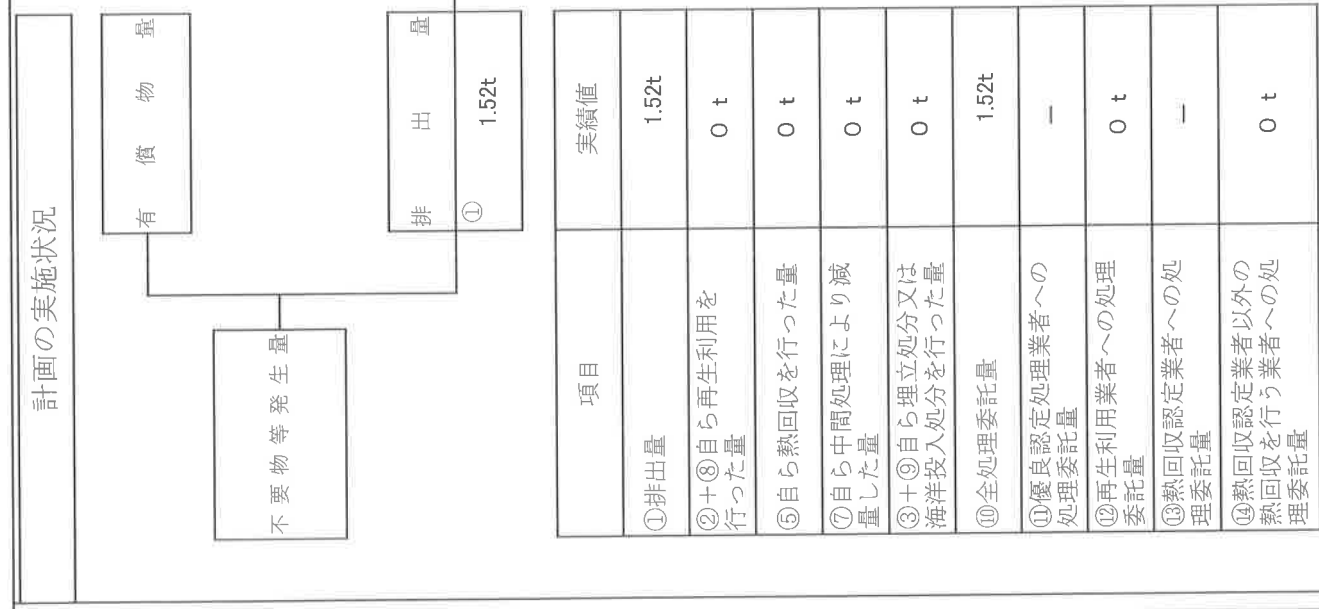 計画の実施状況
有償物量
不要物等発生量
排出量
①
1.52t
項目
実績値
①排出量
1.52t
②+⑧自ら再生利用を
行った量
0 t
⑤自ら熱回収を行った量
0 t
⑦自ら中間処理により減
量した量
0 t
③+⑨自ら埋立処分又は
海洋投入処分を行った量
0 t
⑩全処理委託量
1.52t
⑪優良認定処理業者への
処理委託量
—
⑫再生利用業者への処理
委託量
0 t
⑬熱回収認定業者への処
理委託量
—
⑭熱回収認定業者以外の
熱回収を行う業者への処
理委託量
0 t